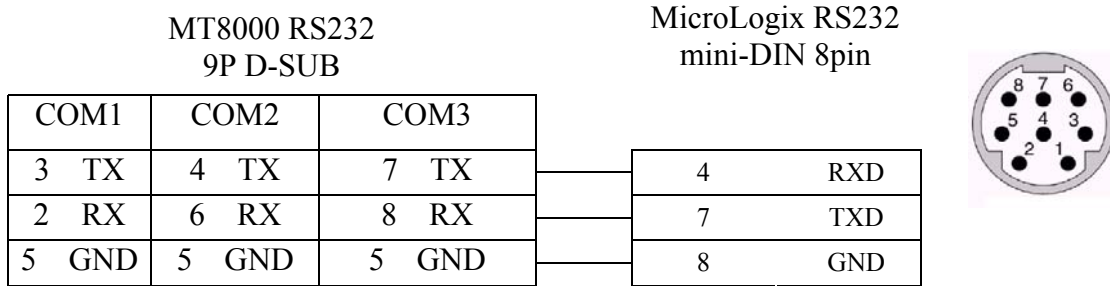 MT8000 RS232
9P D-SUB
MicroLogix RS232
mini-DIN 8pin
COM1 COM2 COM3
3 TX 4 TX 7 TX 4 RXD
2 RX 6 RX 8 RX 7 TXD
5 GND 5 GND 5 GND 8 GND
8 7 6
5 4 3
2 1